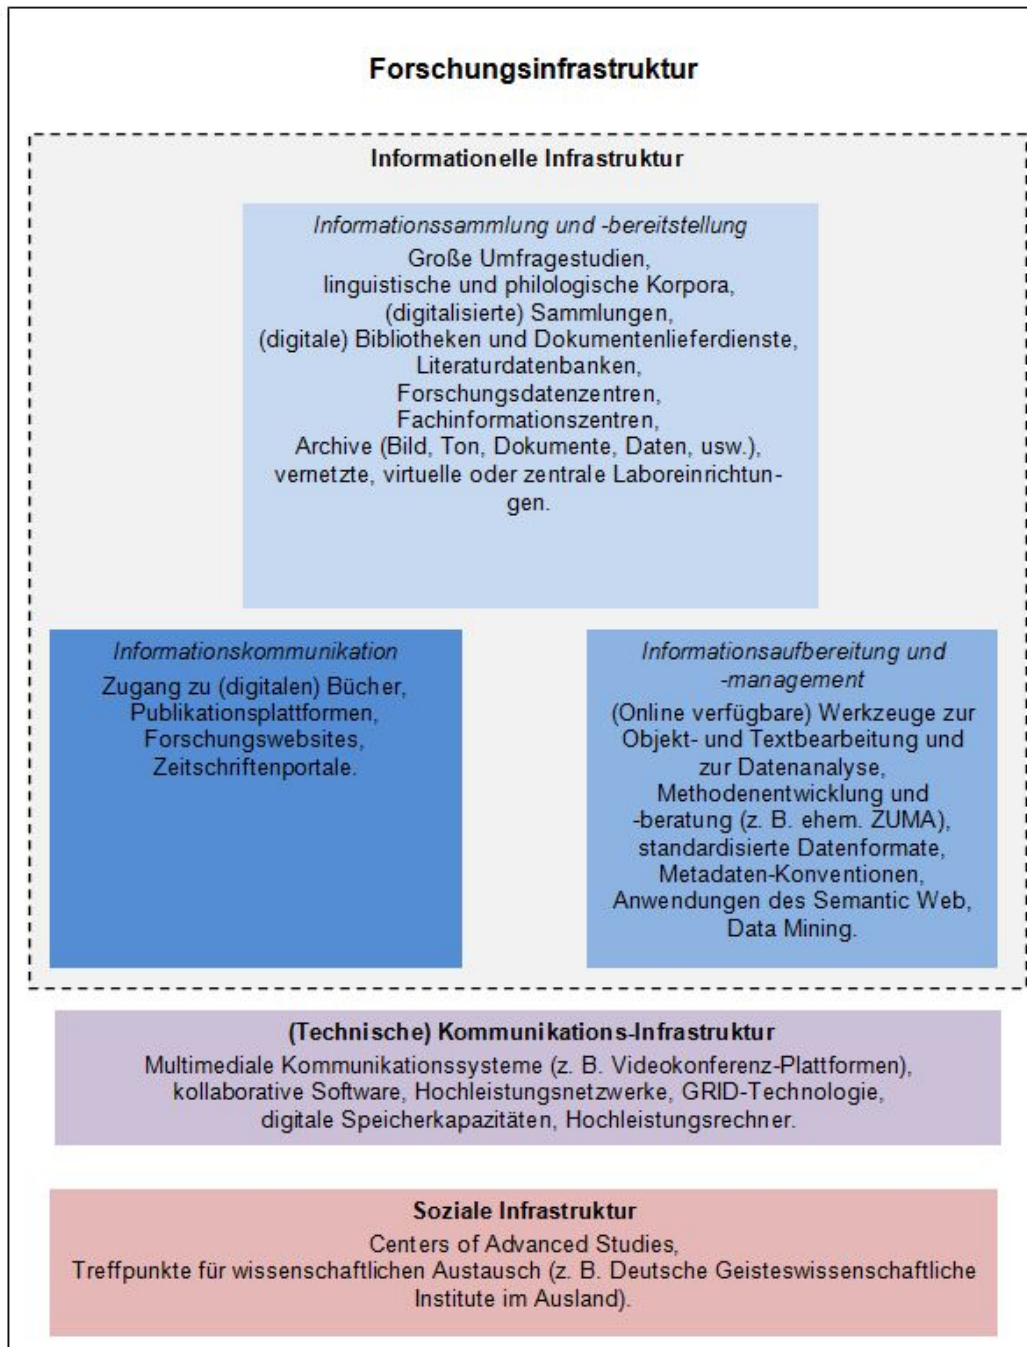 Forschungsinfrastruktur
Informationelle Infrastruktur
Informationssammlung und -bereitstellung
Große Umfragestudien,
linguistische und philologische Korpora,
(digitalisierte) Sammlungen,
(digitale) Bibliotheken und Dokumentenlieferdienste,
Literaturdatenbanken,
Forschungsdatenzentren,
Fachinformationszentren,
Archive (Bild, Ton, Dokumente, Daten, usw.),
vernetzte, virtuelle oder zentrale Laboreinrichtun-
gen.
Informationskommunikation
Zugang zu (digitalen) Bücher,
Publikationsplattformen,
Forschungswebsites,
Zeitschriftenportale.
Informationsaufbereitung und
-management
(Online verfügbare) Werkzeuge zur
Objekt- und Textbearbeitung und
zur Datenanalyse,
Methodenentwicklung und
-beratung (z. B. ehem. ZUMA),
standardisierte Datenformate,
Metadaten-Konventionen,
Anwendungen des Semantic Web,
Data Mining.
(Technische) Kommunikations-Infrastruktur
Multimediale Kommunikationssysteme (z. B. Videokonferenz-Plattformen),
kollaborative Software, Hochleistungsnetzwerke, GRID-Technologie,
digitale Speicherkapazitäten, Hochleistungsrechner.
Soziale Infrastruktur
Centers of Advanced Studies,
Treffpunkte für wissenschaftlichen Austausch (z. B. Deutsche Geisteswissenschaftliche
Institute im Ausland).